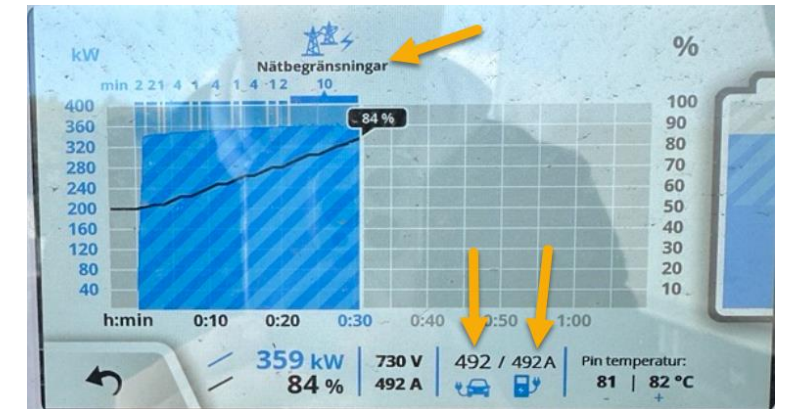 kW
%
Nätbegränsningar
min 2 21 4 1 4 1 4 12 10
400 100
360 84 % 90
320 80
280 70
240 60
200 50
160 40
120 30
80 20
40 10
h:min 0:10 0:20 0:30 0:40 0:50 1:00
359 kW 730 V 492 / 492A Pin temperatur:
84 % 492 A 81 | 82 °C
- +